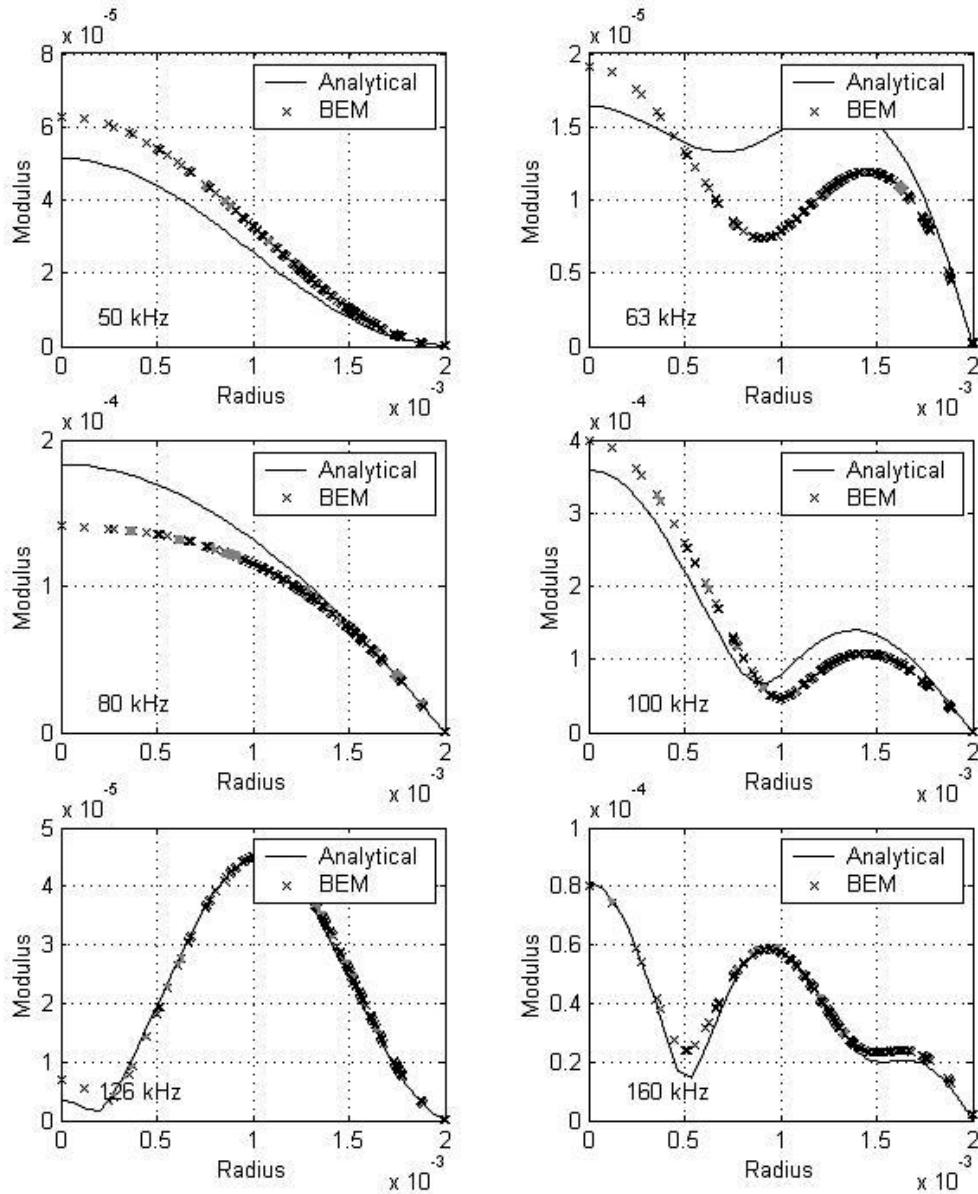 x 10^-5
8
6
4
2
0
Modulus
Analytical
BEM
50 kHz
0 0.5 1 1.5 2
Radius
x 10^-3
x 10^-5
2
1.5
1
0.5
0
Modulus
Analytical
BEM
63 kHz
0 0.5 1 1.5 2
Radius
x 10^-3
x 10^-4
2
1
0
Modulus
Analytical
BEM
80 kHz
0 0.5 1 1.5 2
Radius
x 10^-3
x 10^-4
4
3
2
1
0
Modulus
Analytical
BEM
100 kHz
0 0.5 1 1.5 2
Radius
x 10^-3
x 10^-5
5
4
3
2
1
0
Modulus
Analytical
BEM
126 kHz
0 0.5 1 1.5 2
Radius
x 10^-3
x 10^-4
1
0.8
0.6
0.4
0.2
0
Modulus
Analytical
BEM
160 kHz
0 0.5 1 1.5 2
Radius
x 10^-3